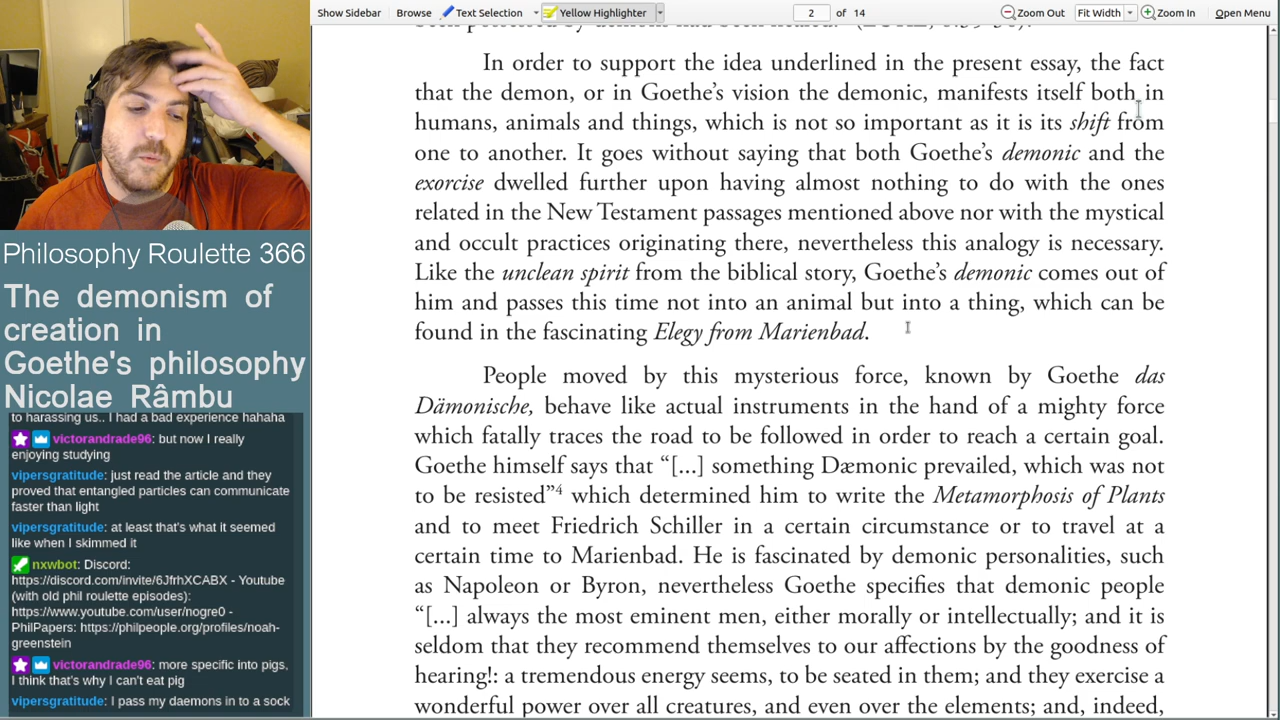 Show Sidebar Browse Text Selection Yellow Highlighter 2 of 14 Zoom Out Fit Width Zoom In Open Menu
In order to support the idea underlined in the present essay, the fact
that the demon, or in Goethe's vision the demonic, manifests itself both in
humans, animals and things, which is not so important as it is its shift from
one to another. It goes without saying that both Goethe's demonic and the
exorcise dwelled further upon having almost nothing to do with the ones
related in the New Testament passages mentioned above nor with the mystical
and occult practices originating there, nevertheless this analogy is necessary.
Like the unclean spirit from the biblical story, Goethe's demonic comes out of
him and passes this time not into an animal but into a thing, which can be
found in the fascinating Elegy from Marienbad.
People moved by this mysterious force, known by Goethe das
Dämonische, behave like actual instruments in the hand of a mighty force
which fatally traces the road to be followed in order to reach a certain goal.
Goethe himself says that “[...] something Dæmonic prevailed, which was not
to be resisted”4 which determined him to write the Metamorphosis of Plants
and to meet Friedrich Schiller in a certain circumstance or to travel at a
certain time to Marienbad. He is fascinated by demonic personalities, such
as Napoleon or Byron, nevertheless Goethe specifies that demonic people
“[...] always the most eminent men, either morally or intellectually; and it is
seldom that they recommend themselves to our affections by the goodness of
hearing!: a tremendous energy seems, to be seated in them; and they exercise a
wonderful power over all creatures, and even over the elements; and, indeed,
Philosophy Roulette 366
The demonism of
creation in
Goethe's philosophy
Nicolae Râmbu
to harassing us.. I had a bad experience hahaha
victorandrade96: but now I really
enjoying studying
vipersgratitude: just read the article and they
proved that entangled particles can communicate
faster than light
vipersgratitude: at least that's what it seemed
like when I skimmed it
nxwbot: Discord:
https://discord.com/invite/6JfrhXCABX - Youtube
(with old phil roulette episodes):
https://www.youtube.com/user/nogre0 -
PhilPapers: https://philpeople.org/profiles/noah-
greenstein
victorandrade96: more specific into pigs,
I think that's why I can't eat pig
vipersgratitude: I pass my daemons in to a sock